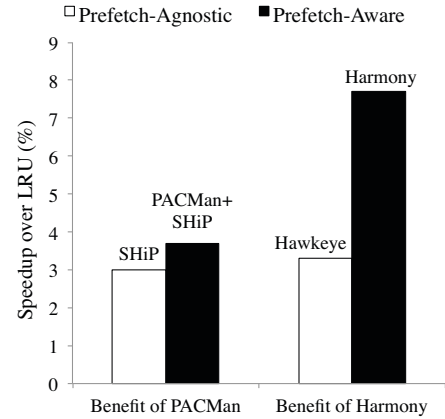 Prefetch-Agnostic Prefetch-Aware
Speedup over LRU (%)
9
8
7
6
5
4
3
2
1
0
SHiP
PACMan+
SHiP
Hawkeye
Harmony
Benefit of PACMan
Benefit of Harmony